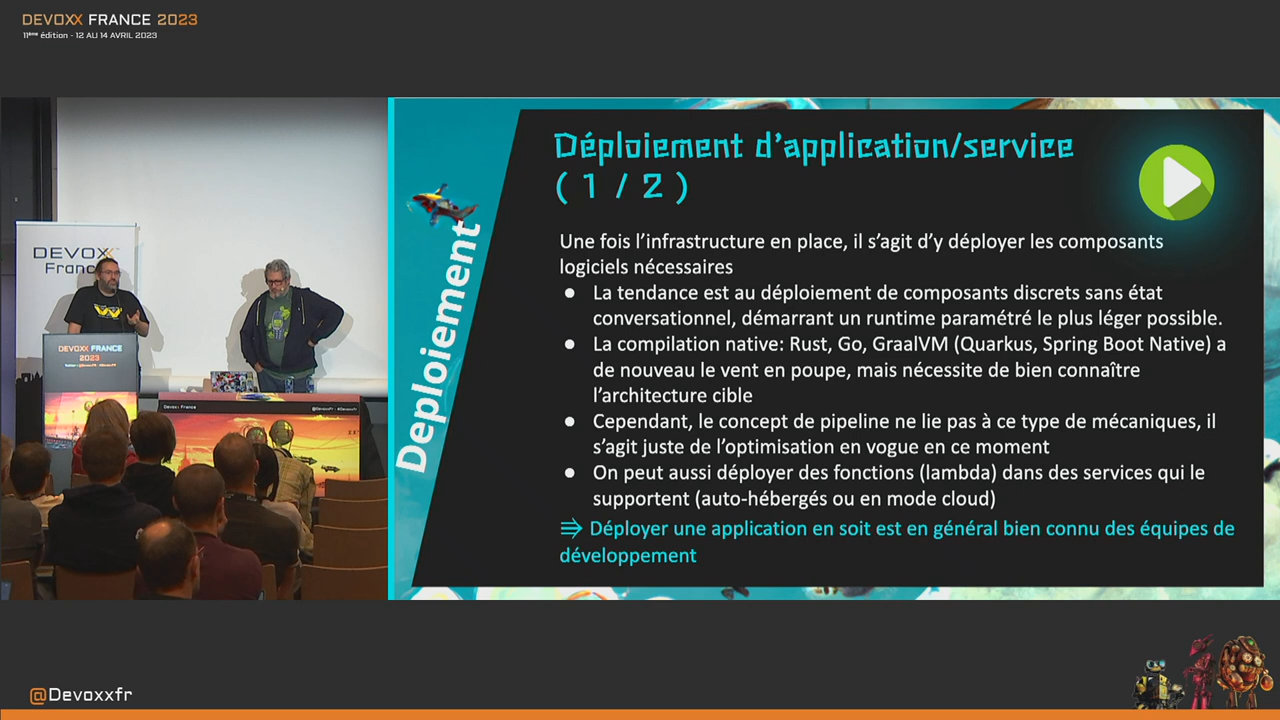 DEVOXX FRANCE 2023
11ème édition - 12 AU 14 AVRIL 2023
DEVOX
Franc
DEVOXX FRANCE
2023
Devoxx France
Déploiement
Déploiement d'application/service
( 1 / 2 )
Une fois l'infrastructure en place, il s'agit d'y déployer les composants
logiciels nécessaires
● La tendance est au déploiement de composants discrets sans état
conversationnel, démarrant un runtime paramétré le plus léger possible.
● La compilation native: Rust, Go, GraalVM (Quarkus, Spring Boot Native) a
de nouveau le vent en poupe, mais nécessite de bien connaître
l'architecture cible
● Cependant, le concept de pipeline ne lie pas à ce type de mécaniques, il
s'agit juste de l'optimisation en vogue en ce moment
● On peut aussi déployer des fonctions (lambda) dans des services qui le
supportent (auto-hébergés ou en mode cloud)
⇛ Déployer une application en soit est en général bien connu des équipes de
développement
@Devoxxfr